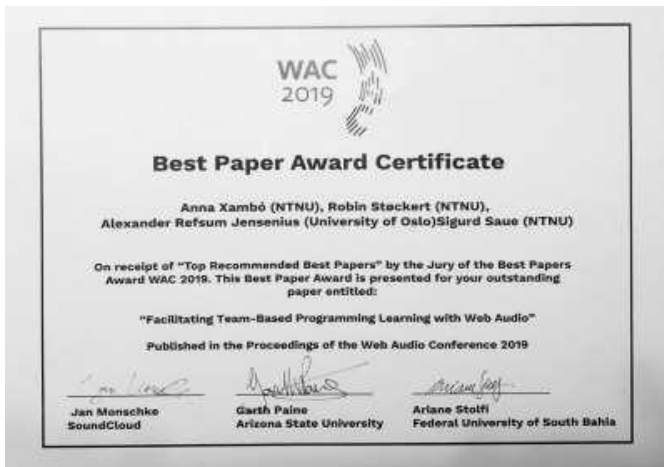 WAC
2019
Best Paper Award Certificate
Anna Xambó (NTNU), Robin Støckert (NTNU),
Alexander Refsum Jensenius (University of Oslo)Sigurd Saue (NTNU)
On receipt of "Top Recommended Best Papers" by the Jury of the Best Papers
Award WAC 2019. This Best Paper Award is presented for your outstanding
paper entitled:
"Facilitating Team-Based Programming Learning with Web Audio"
Published in the Proceedings of the Web Audio Conference 2019
Jan Monschke
SoundCloud
Garth Paine
Arizona State University
Ariane Stolfi
Federal University of South Bahia